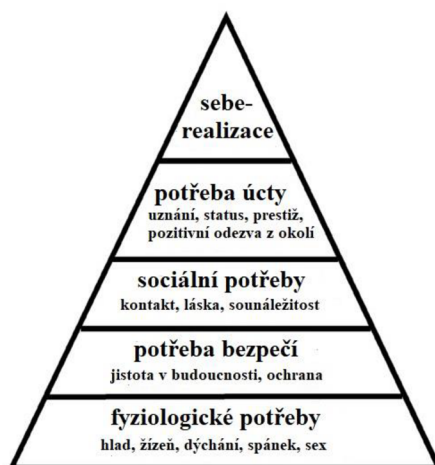 sebe-
realizace
potřeba úcty
uznání, status, prestiž,
pozitivní odezva z okolí
sociální potřeby
kontakt, láska, sounáležitost
potřeba bezpečí
jistota v budoucnosti, ochrana
fyziologické potřeby
hlad, žízeň, dýchání, spánek, sex